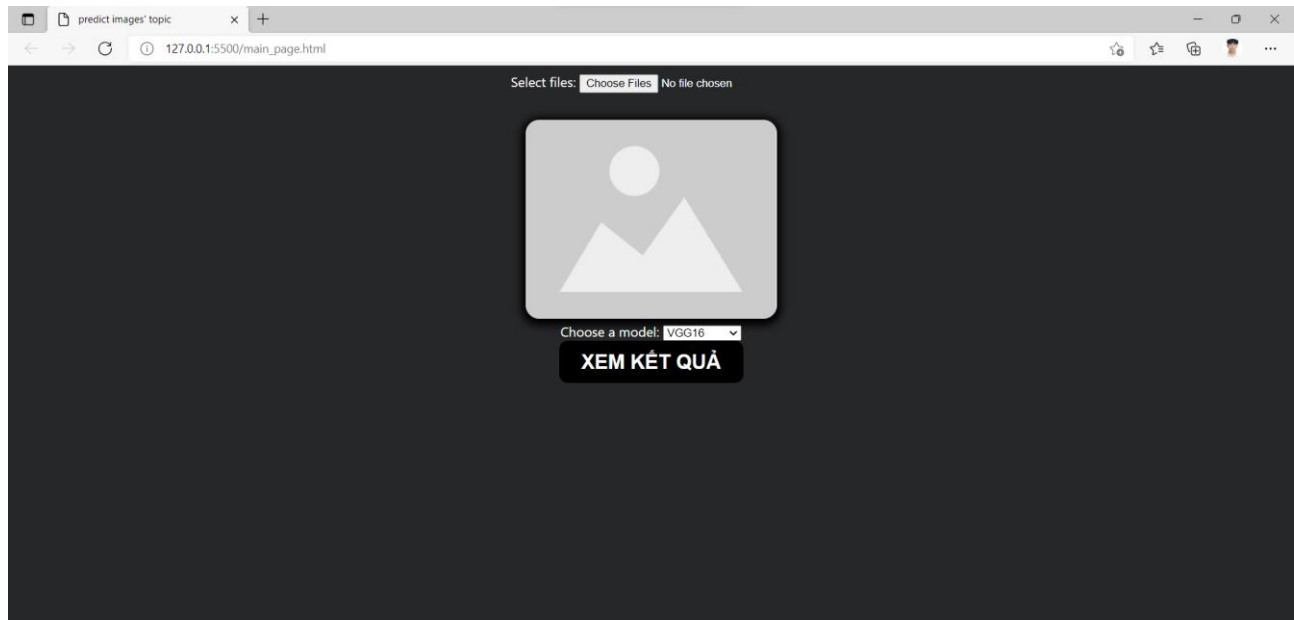 predict images' topic
127.0.0.1:5500/main_page.html
Select files: Choose Files No file chosen
Choose a model: VGG16
XEM KẾT QUẢ